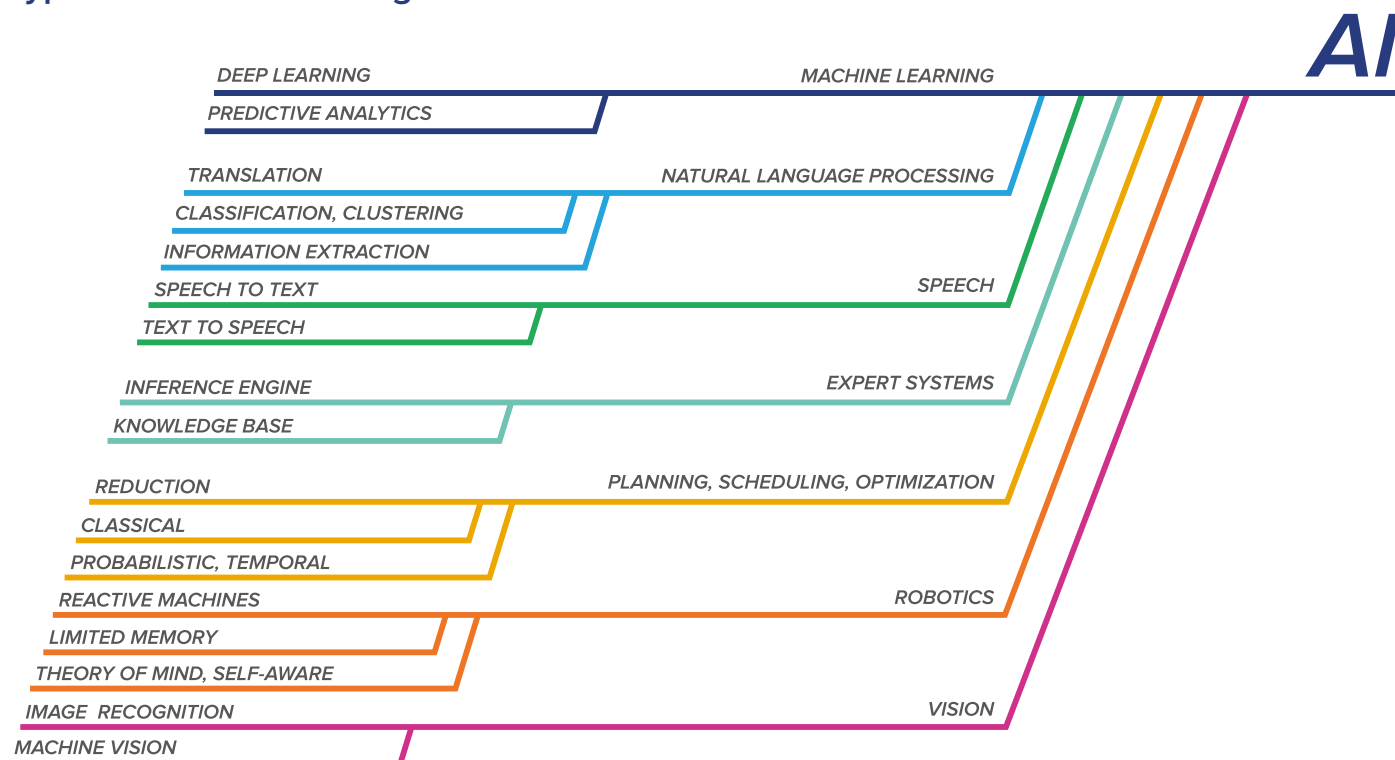 AI
DEEP LEARNING
MACHINE LEARNING
PREDICTIVE ANALYTICS
TRANSLATION
NATURAL LANGUAGE PROCESSING
CLASSIFICATION, CLUSTERING
INFORMATION EXTRACTION
SPEECH TO TEXT
SPEECH
TEXT TO SPEECH
INFERENCE ENGINE
EXPERT SYSTEMS
KNOWLEDGE BASE
REDUCTION
PLANNING, SCHEDULING, OPTIMIZATION
CLASSICAL
PROBABILISTIC, TEMPORAL
REACTIVE MACHINES
ROBOTICS
LIMITED MEMORY
THEORY OF MIND, SELF-AWARE
IMAGE RECOGNITION
VISION
MACHINE VISION